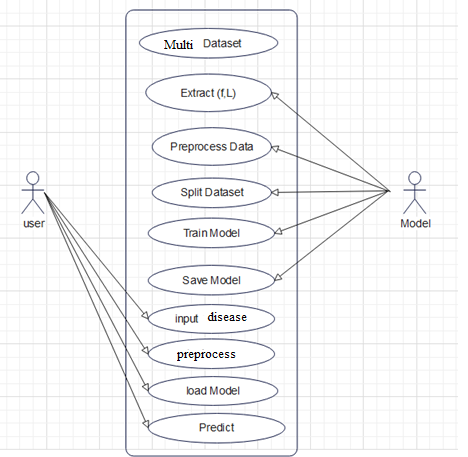 Multi Dataset
Extract (f,L)
Preprocess Data
Split Dataset
Train Model
Save Model
input disease
preprocess
load Model
Predict
user
Model